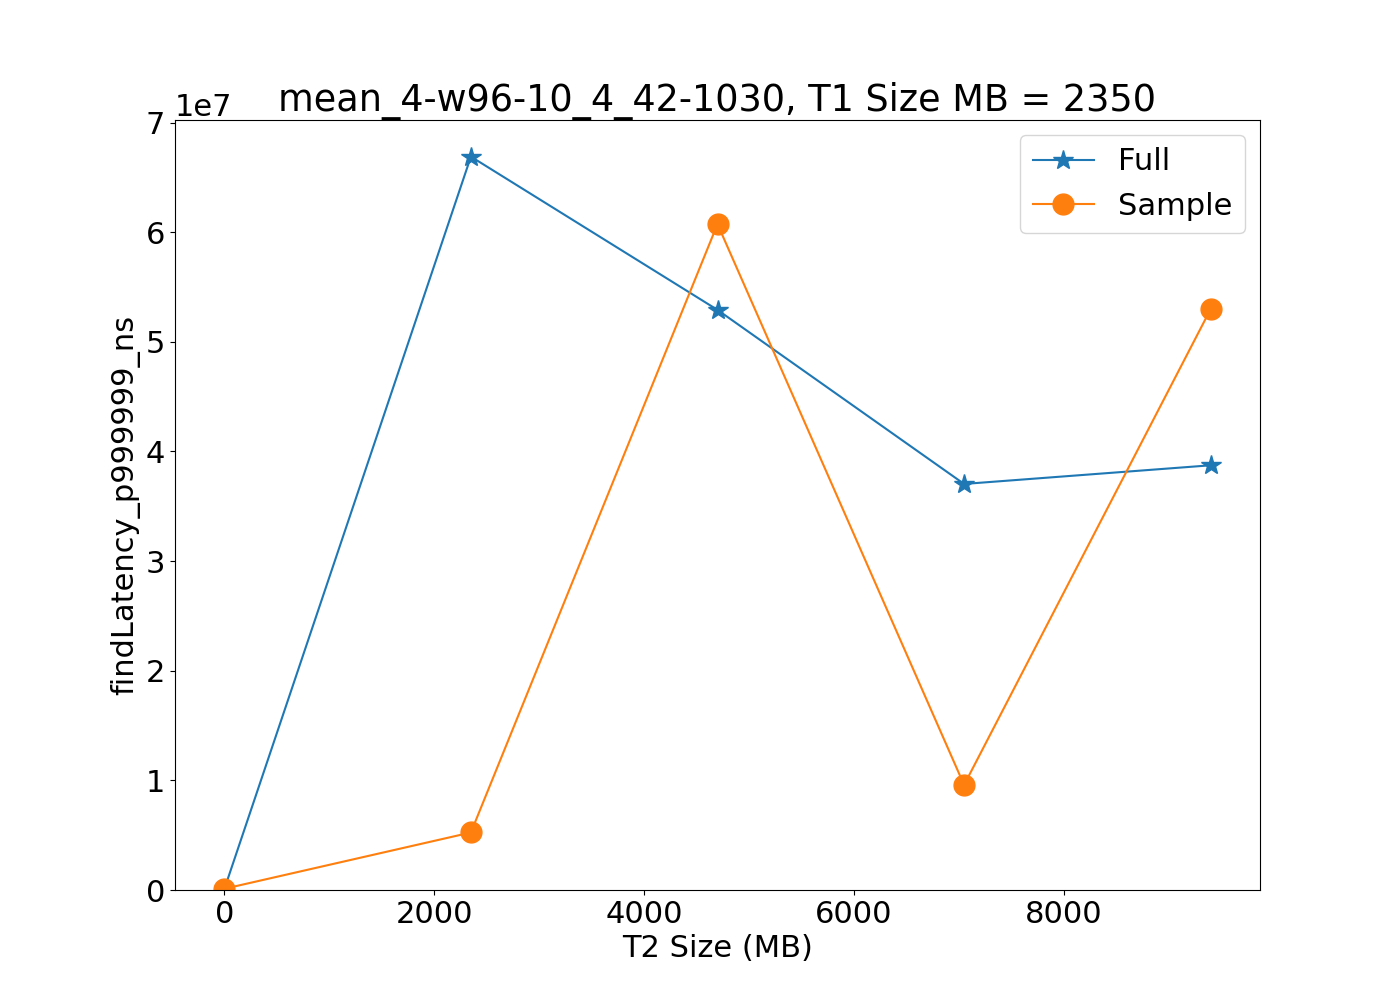 mean_4-w96-10_4_42-1030, T1 Size MB = 2350
1e7
7
6
5
4
3
2
1
0
findLatency_p999999_ns
Full
Sample
0 2000 4000 6000 8000
T2 Size (MB)